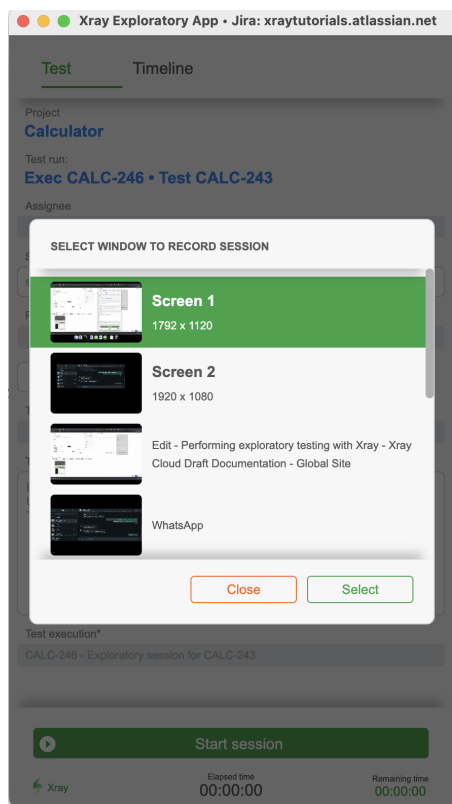 Xray Exploratory App • Jira: xraytutorials.atlassian.net
Test
Timeline
Project
Calculator
Test run:
Exec CALC-246 • Test CALC-243
Assignee
SELECT WINDOW TO RECORD SESSION
Screen 1
1792 x 1120
Screen 2
1920 x 1080
Edit - Performing exploratory testing with Xray - Xray
Cloud Draft Documentation - Global Site
WhatsApp
Close
Select
Test execution*
CALC-246 - Exploratory session for CALC-243
Start session
Xray
Elapsed time
00:00:00
Remaining time
00:00:00